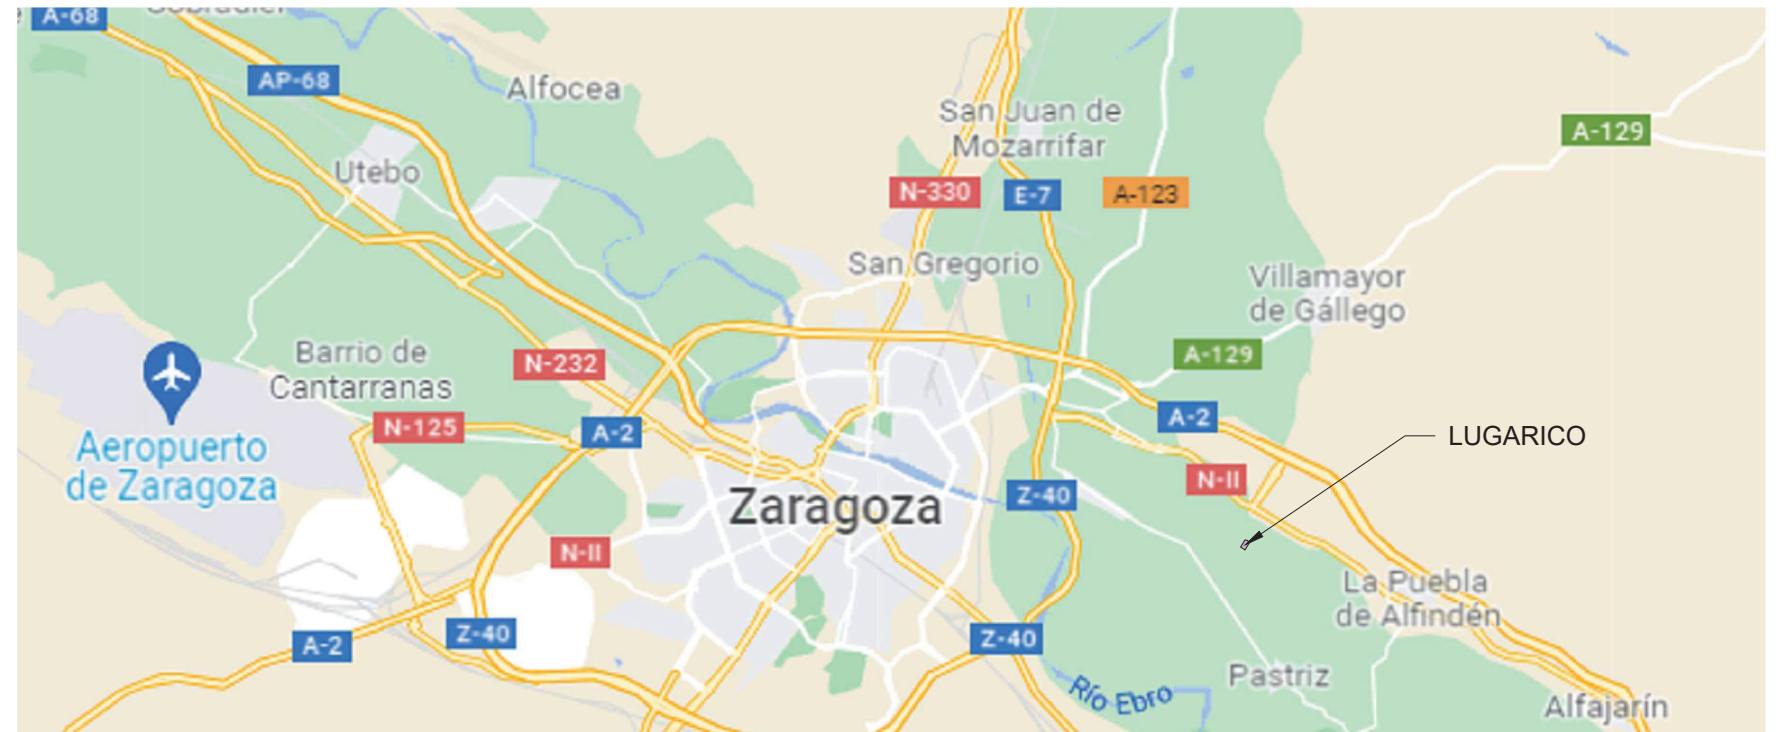 A-68
Sobradiel
AP-68
Alfocea
San Juan de
Mozarrifar
A-129
Utebo
N-330
E-7
A-123
San Gregorio
Villamayor
de Gállego
Barrio de
Cantarranas
N-232
A-129
N-125
A-2
A-2
LUGARICO
Aeropuerto
de Zaragoza
N-II
Z-40
Zaragoza
N-II
La Puebla
de Alfindén
A-2
Z-40
Z-40
Pastriz
Río Ebro
Alfajarín